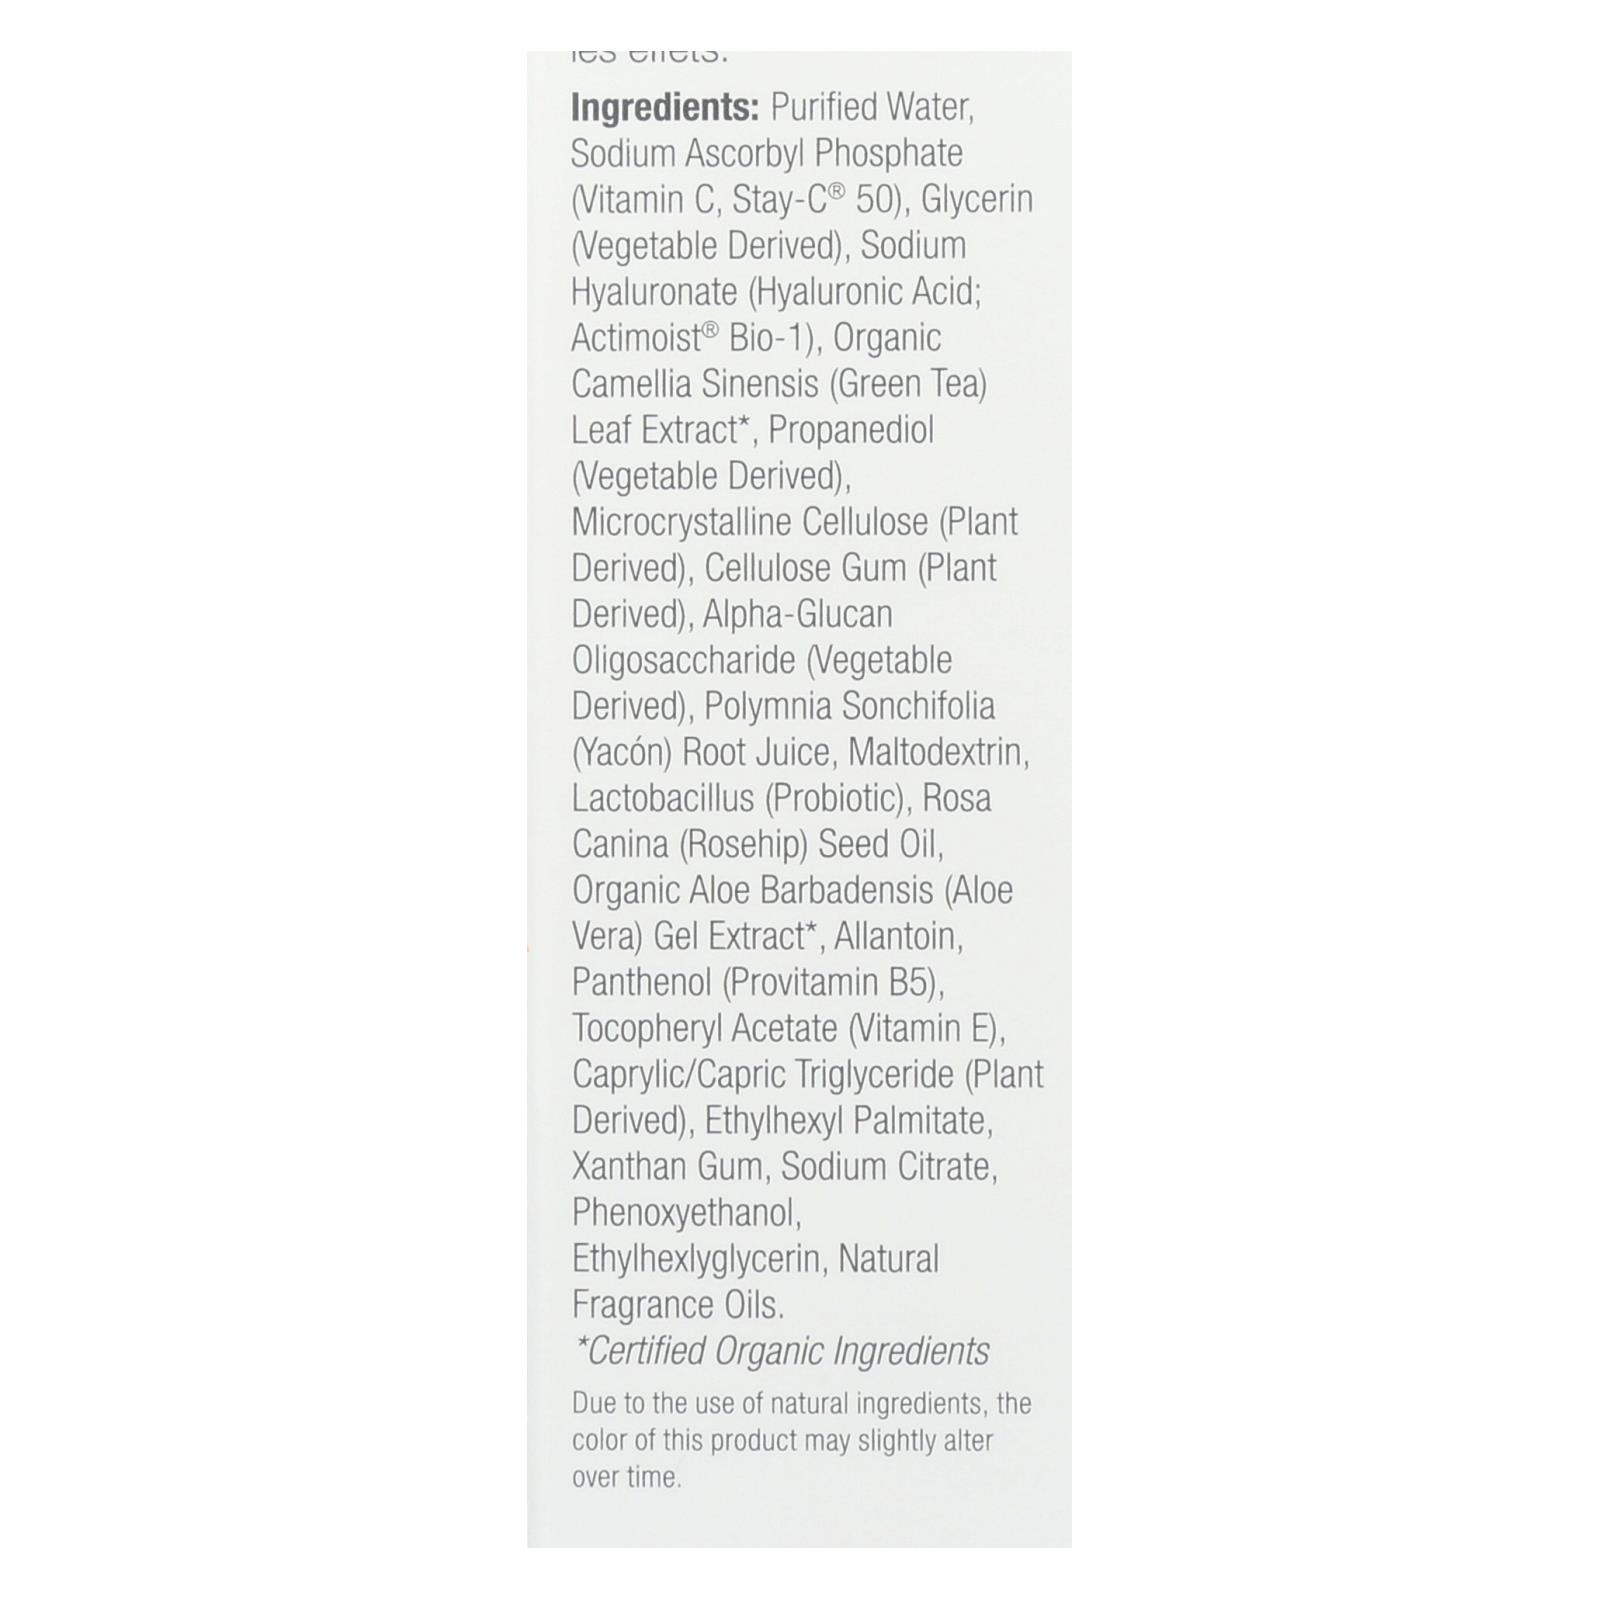 les effets.
Ingredients: Purified Water,
Sodium Ascorbyl Phosphate
(Vitamin C, Stay-C® 50), Glycerin
(Vegetable Derived), Sodium
Hyaluronate (Hyaluronic Acid;
Actimoist® Bio-1), Organic
Camellia Sinensis (Green Tea)
Leaf Extract*, Propanediol
(Vegetable Derived),
Microcrystalline Cellulose (Plant
Derived), Cellulose Gum (Plant
Derived), Alpha-Glucan
Oligosaccharide (Vegetable
Derived), Polymnia Sonchifolia
(Yacón) Root Juice, Maltodextrin,
Lactobacillus (Probiotic), Rosa
Canina (Rosehip) Seed Oil,
Organic Aloe Barbadensis (Aloe
Vera) Gel Extract*, Allantoin,
Panthenol (Provitamin B5),
Tocopheryl Acetate (Vitamin E),
Caprylic/Capric Triglyceride (Plant
Derived), Ethylhexyl Palmitate,
Xanthan Gum, Sodium Citrate,
Phenoxyethanol,
Ethylhexlyglycerin, Natural
Fragrance Oils.
*Certified Organic Ingredients
Due to the use of natural ingredients, the
color of this product may slightly alter
over time.